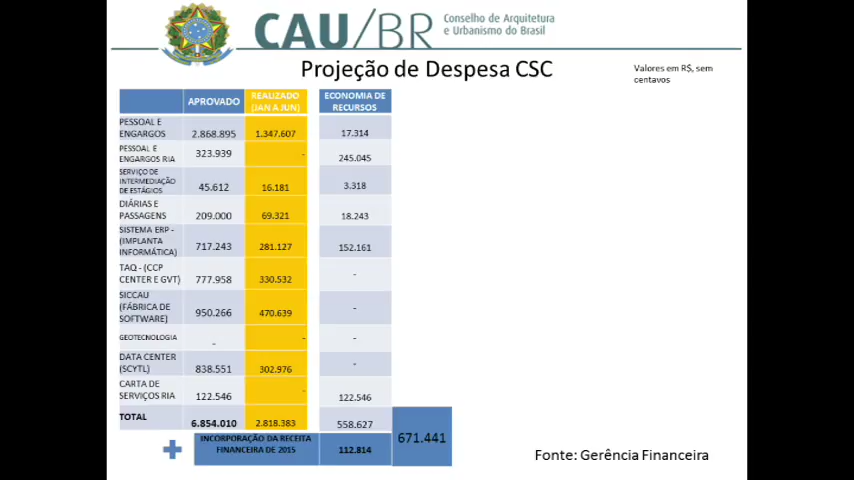 CAU/BR Conselho de Arquitetura
e Urbanismo do Brasil
Projeção de Despesa CSC
Valores em R$, sem
centavos
APROVADO REALIZADO
(JAN A JUN) ECONOMIA DE
RECURSOS
PESSOAL E
ENGARGOS 2.868.895 1.347.607 17.314
PESSOAL E
ENGARGOS RIA 323.939 - 245.045
SERVIÇO DE
INTERMEDIAÇÃO
DE ESTÁGIOS 45.612 16.181 3.318
DIÁRIAS E
PASSAGENS 209.000 69.321 18.243
SISTEMA ERP -
(IMPLANTA
INFORMÁTICA) 717.243 281.127 152.161
TAQ - (CCP
CENTER E GVT) 777.958 330.532 -
SICCAU
(FÁBRICA DE
SOFTWARE) 950.266 470.639 -
GEOTECNOLOGIA - - -
DATA CENTER
(SCYTL) 838.551 302.976 -
CARTA DE
SERVIÇOS RIA 122.546 - 122.546
TOTAL 6.854.010 2.818.383 558.627
671.441
INCORPORAÇÃO DA RECEITA
FINANCEIRA DE 2015 112.814
Fonte: Gerência Financeira